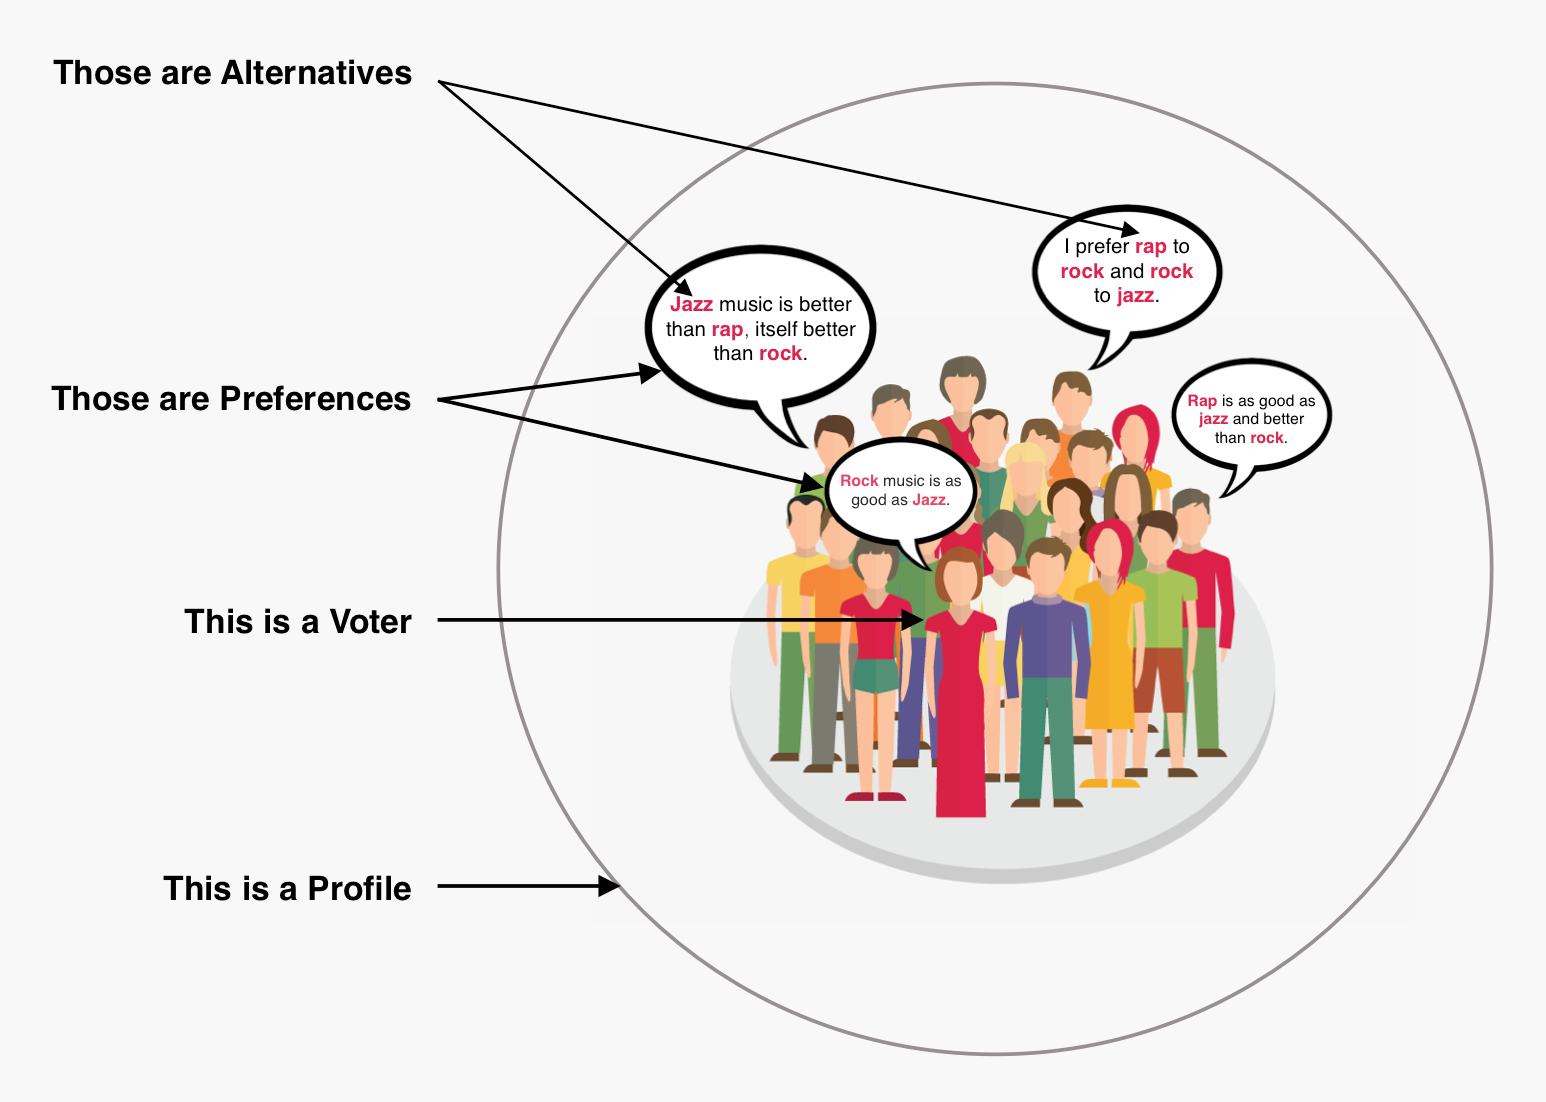 Those are Alternatives
I prefer rap to
rock and rock
to jazz.
Jazz music is better
than rap, itself better
than rock.
Those are Preferences
Rap is as good as
jazz and better
than rock.
Rock music is as
good as Jazz.
This is a Voter
This is a Profile